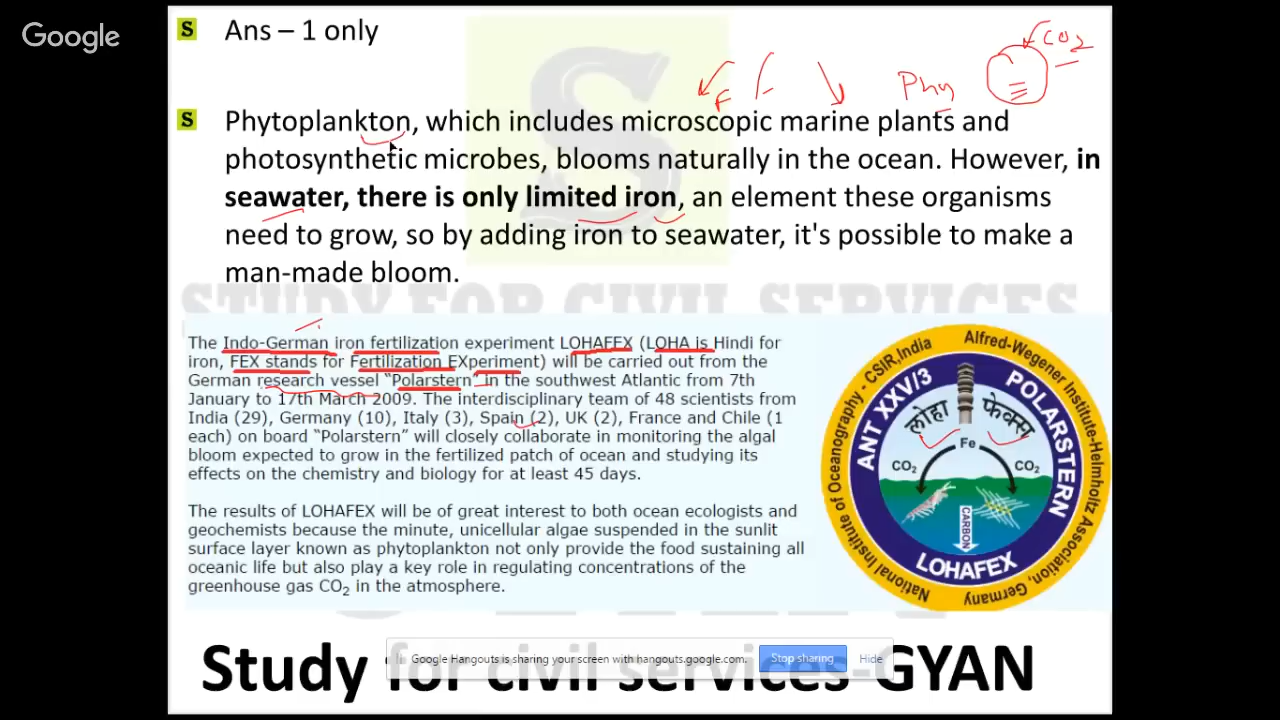 Google
S Ans – 1 only
CO2
F
Phy
S Phytoplankton, which includes microscopic marine plants and
photosynthetic microbes, blooms naturally in the ocean. However, in
seawater, there is only limited iron, an element these organisms
need to grow, so by adding iron to seawater, it's possible to make a
man-made bloom.
STUDY FOR CIVIL SERVICES
The Indo-German iron fertilization experiment LOHAFEX (LOHA is Hindi for
iron, FEX stands for Fertilization EXperiment) will be carried out from the
German research vessel “Polarstern” in the southwest Atlantic from 7th
January to 17th March 2009. The interdisciplinary team of 48 scientists from
India (29), Germany (10), Italy (3), Spain (2), UK (2), France and Chile (1
each) on board “Polarstern” will closely collaborate in monitoring the algal
bloom expected to grow in the fertilized patch of ocean and studying its
effects on the chemistry and biology for at least 45 days.
The results of LOHAFEX will be of great interest to both ocean ecologists and
geochemists because the minute, unicellular algae suspended in the sunlit
surface layer known as phytoplankton not only provide the food sustaining all
oceanic life but also play a key role in regulating concentrations of the
greenhouse gas CO2 in the atmosphere.
National Institute of Oceanography - CSIR,India
Alfred-Wegener Institute-Helmholtz Association, Germany
ANT XXV/3
POLARSTERN
लोहा फेक्स
Fe
CO2
CO2
CARBON
LOHAFEX
Google Hangouts is sharing your screen with hangouts.google.com.
Stop sharing
Hide
Study for civil services-GYAN